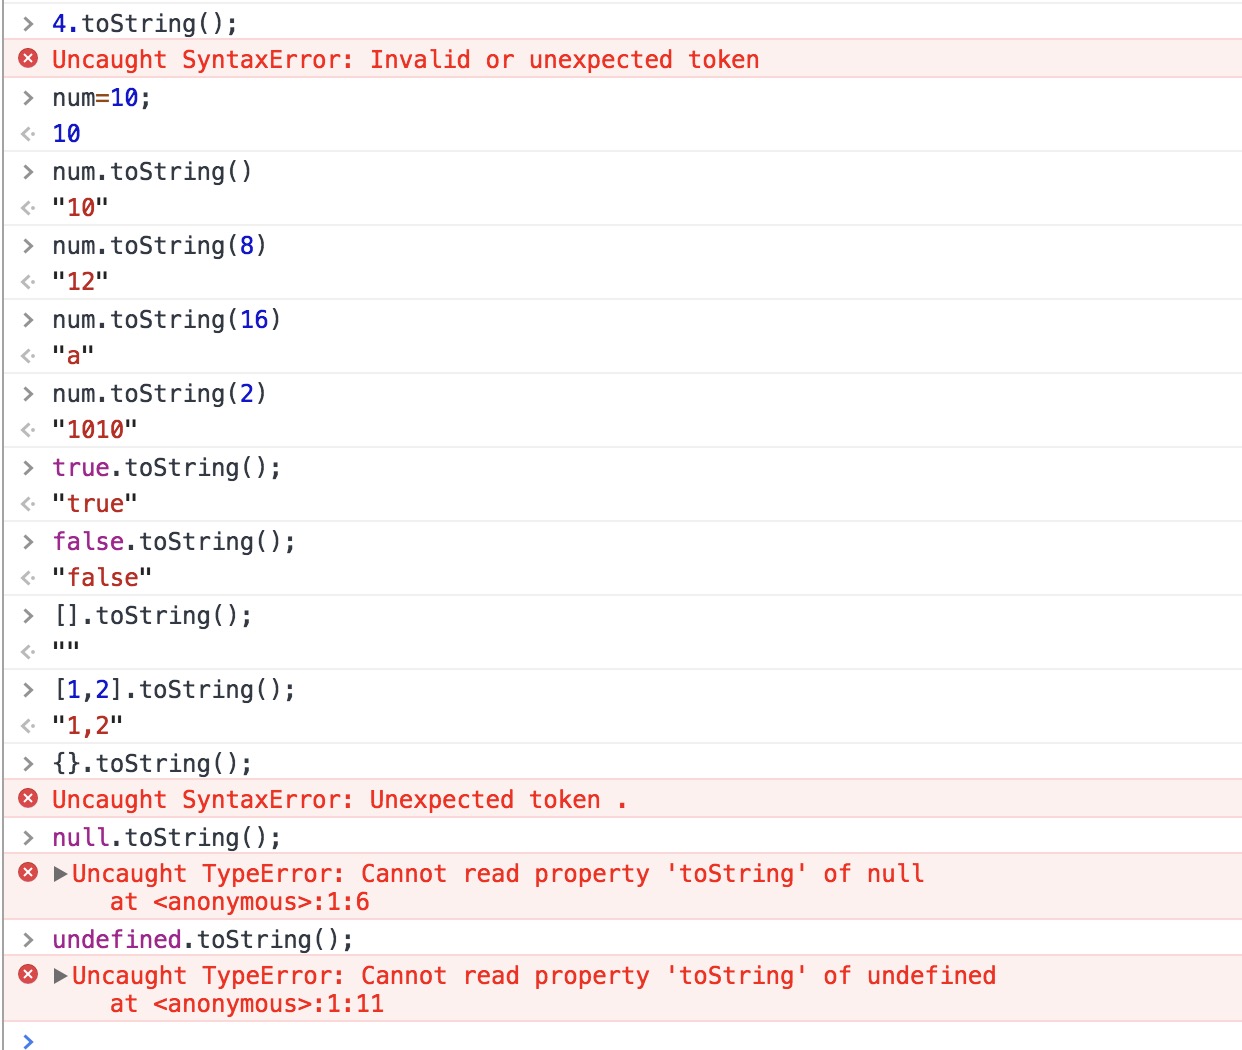 > 4.toString();
Uncaught SyntaxError: Invalid or unexpected token
> num=10;
10
> num.toString()
"10"
> num.toString(8)
"12"
> num.toString(16)
"a"
> num.toString(2)
"1010"
> true.toString();
"true"
> false.toString();
"false"
> [].toString();
""
> [1,2].toString();
"1,2"
> {}.toString();
Uncaught SyntaxError: Unexpected token .
> null.toString();
▶Uncaught TypeError: Cannot read property 'toString' of null
at <anonymous>:1:6
> undefined.toString();
▶Uncaught TypeError: Cannot read property 'toString' of undefined
at <anonymous>:1:11
>